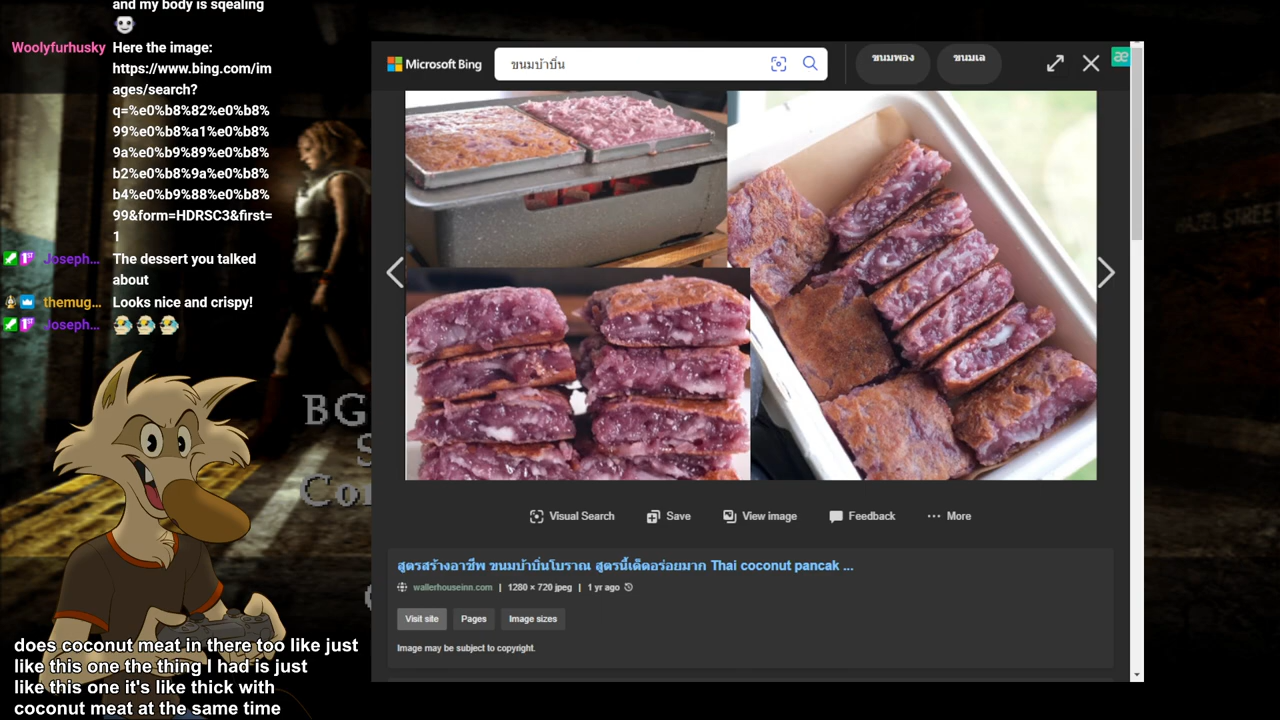 and my body is sqealing
Woolyfurhusky Here the image:
https://www.bing.com/im
ages/search?
q=%e0%b8%82%e0%b8%
99%e0%b8%a1%e0%b8%
9a%e0%b9%89%e0%b8%
b2%e0%b8%9a%e0%b8%
b4%e0%b9%88%e0%b8%
99&form=HDRSC3&first=
1
Joseph... The dessert you talked
about
themug... Looks nice and crispy!
Joseph...
BG
S
Co
HAZEL STREET
does coconut meat in there too like just
like this one the thing I had is just
like this one it's like thick with
coconut meat at the same time
Microsoft Bing
ขนมบ้าบิ่น
ขนมพอง
ขนมเล
æ
Visual Search
Save
View image
Feedback
More
สูตรสร้างอาชีพ ขนมบ้าบิ่นโบราณ สูตรนี้เด็ดอร่อยมาก Thai coconut pancak ...
wallerhouseinn.com | 1280 × 720 jpeg | 1 yr ago
Visit site
Pages
Image sizes
Image may be subject to copyright.